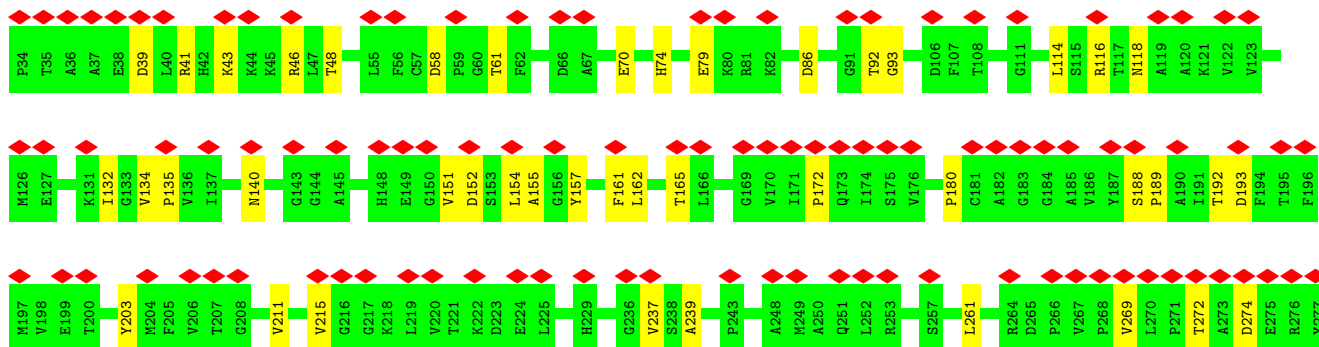 P34 T35 A36 A37 E38 D39 L40 R41 H42 K43 K44 K45 R46 L47 T48 L55 F56 C57 D58 P59 G60 T61 F62 D66 A67 E70 H74 E79 K80 R81 K82 D86 G91 T92 G93 D106 F107 T108 G111 L114 S115 R116 T117 N118 A119 A120 K121 V122 V123
M126 E127 K131 I132 G133 V134 P135 V136 I137 N140 G143 G144 A145 H148 E149 G150 V151 D152 S153 L154 A155 G156 Y157 F161 L162 T165 L166 G169 V170 I171 P172 Q173 I174 S175 V176 P180 C181 A182 G183 G184 A185 V186 Y187 S188 P189 A190 I191 T192 D193 F194 T195 F196
M197 V198 E199 T200 Y203 M204 F205 V206 T207 G208 V211 V215 G216 G217 K218 L219 V220 T221 K222 D223 E224 L225 H229 G236 V237 S238 A239 P243 A248 M249 A250 Q251 L252 R253 S257 L261 R264 D265 P266 V267 P268 V269 L270 P271 T272 A273 D274 E275 R276